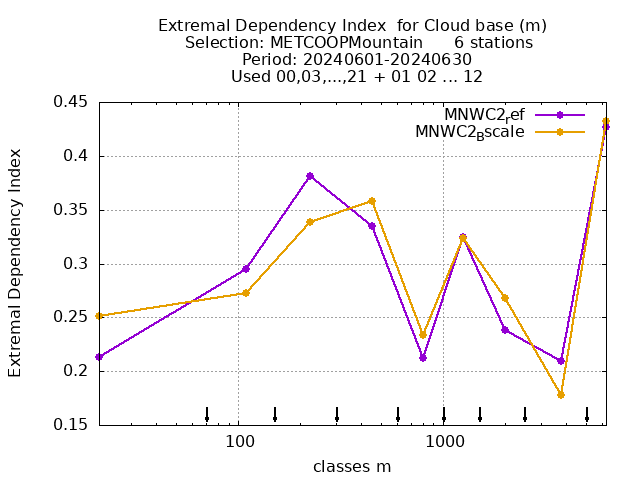 Extremal Dependency Index  for Cloud base (m)
Selection: METCOOPMountain      6 stations
Period: 20240601-20240630
Used 00,03,...,21 + 01 02 ... 12
MNWC2ref
MNWC2Bscale
0.45
0.4
0.35
0.3
0.25
0.2
0.15
Extremal Dependency Index
100
1000
classes m